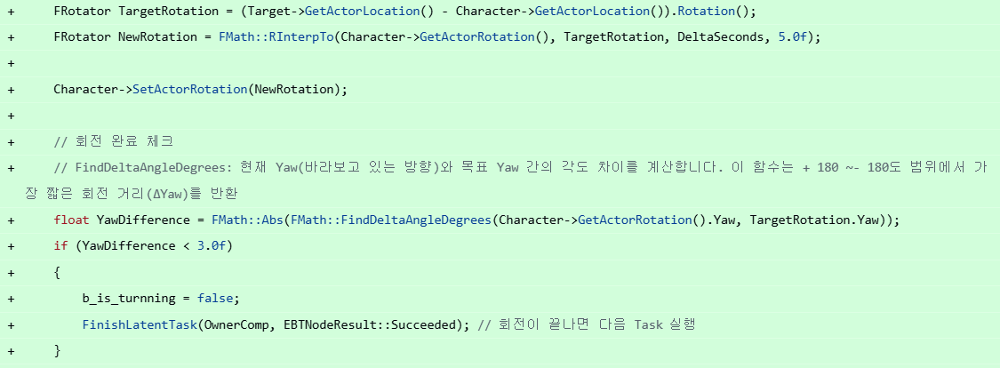 + FRotator TargetRotation = (Target->GetActorLocation() - Character->GetActorLocation()).Rotation();
+ FRotator NewRotation = FMath::RInterpTo(Character->GetActorRotation(), TargetRotation, DeltaSeconds, 5.0f);
+
+ Character->SetActorRotation(NewRotation);
+
+ // 회전 완료 체크
+ // FindDeltaAngleDegrees: 현재 Yaw(바라보고 있는 방향)와 목표 Yaw 간의 각도 차이를 계산합니다. 이 함수는 + 180 ~- 180도 범위에서 가
장 짧은 회전 거리(ΔYaw)를 반환
+ float YawDifference = FMath::Abs(FMath::FindDeltaAngleDegrees(Character->GetActorRotation().Yaw, TargetRotation.Yaw));
+ if (YawDifference < 3.0f)
+ {
+ b_is_turnning = false;
+ FinishLatentTask(OwnerComp, EBTNodeResult::Succeeded); // 회전이 끝나면 다음 Task 실행
+ }